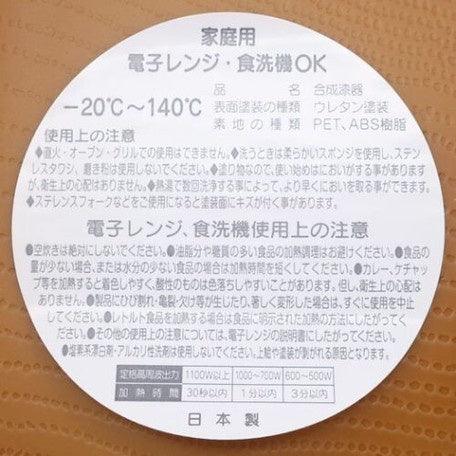 家庭用
電子レンジ・食洗機OK
−20℃〜140℃
品　　　　名 合成漆器
表面塗装の種類 ウレタン塗装
素地の種類 PET、ABS樹脂
使用上の注意
◆直火・オーブン・グリルでの使用はできません。◆洗うときは柔らかいスポンジを使用し、ステン
レスタワシ、磨き粉は使用しないでください。◆塗り物なので、使い始めはにおいがする事があります
が、衛生上の心配はありません。◆熱湯で数回洗浄する事によって、より早くにおいを取る事ができます。
◆ステンレスフォークなどをご使用になると塗装面にキズが付く事があります。
電子レンジ、食洗機使用上の注意
●空炊きは絶対にしないでください。●油脂分や糖質の多い食品の加熱調理はお避けください。●食品の
量が少ない場合、または水分の少ない食品の場合は加熱時間を短くしてください。●カレー、ケチャッ
プ等を加熱すると着色しやすく、酸性のものは色落ちしやすいことがあります。但し、衛生上の心配は
ありません。●製品にひび割れ・亀裂・欠け等が生じたり、著しく変形した場合は、すぐに使用を中止
してください。●レトルト食品を加熱する場合は食品に明示された加熱の方法にしたがってくだ
さい。●その他の使用上の注意については、電子レンジの説明書にしたがってください。
●塩素系漂白剤・アルカリ性洗剤は使用しないでください。上絵や塗装が剥がれる原因となります。
定格高周波出力 1100W以上 1000〜700W 600〜500W
加熱時間 30秒以内 1分以内 3分以内
日本製